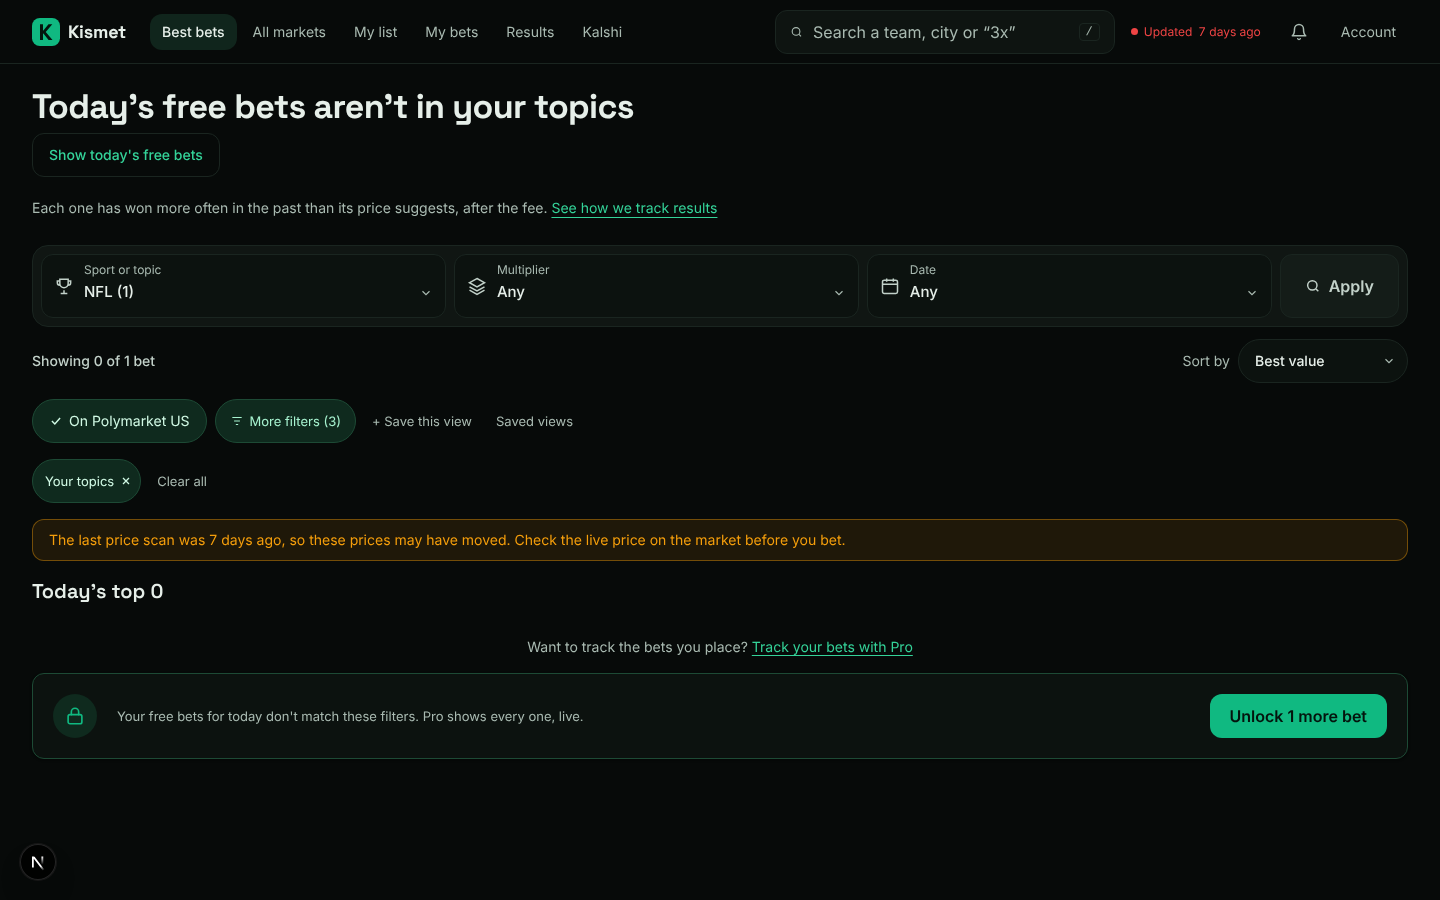 K Kismet
Best bets
All markets
My list
My bets
Results
Kalshi
Search a team, city or “3x”
/
Updated 7 days ago
Account
Today’s free bets aren’t in your topics
Show today's free bets
Each one has won more often in the past than its price suggests, after the fee. See how we track results
Sport or topic
NFL (1)
Multiplier
Any
Date
Any
Apply
Showing 0 of 1 bet
Sort by
Best value
On Polymarket US
More filters (3)
+ Save this view
Saved views
Your topics ×
Clear all
The last price scan was 7 days ago, so these prices may have moved. Check the live price on the market before you bet.
Today’s top 0
Want to track the bets you place? Track your bets with Pro
Your free bets for today don't match these filters. Pro shows every one, live.
Unlock 1 more bet
N